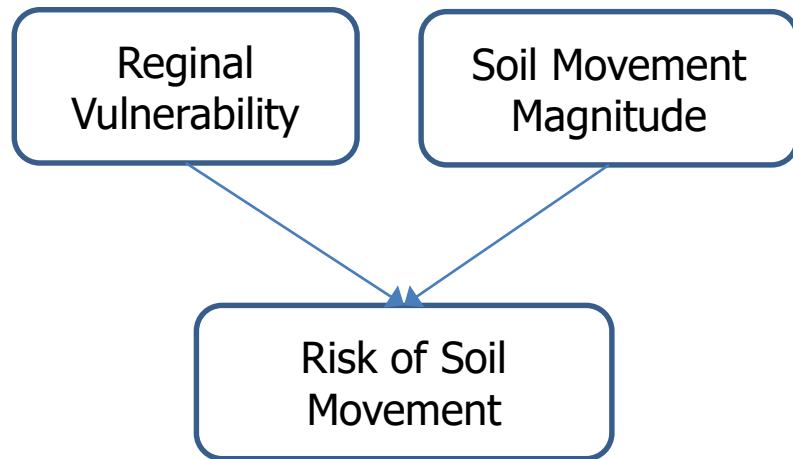 Reginal
Vulnerability
Soil Movement
Magnitude
Risk of Soil
Movement